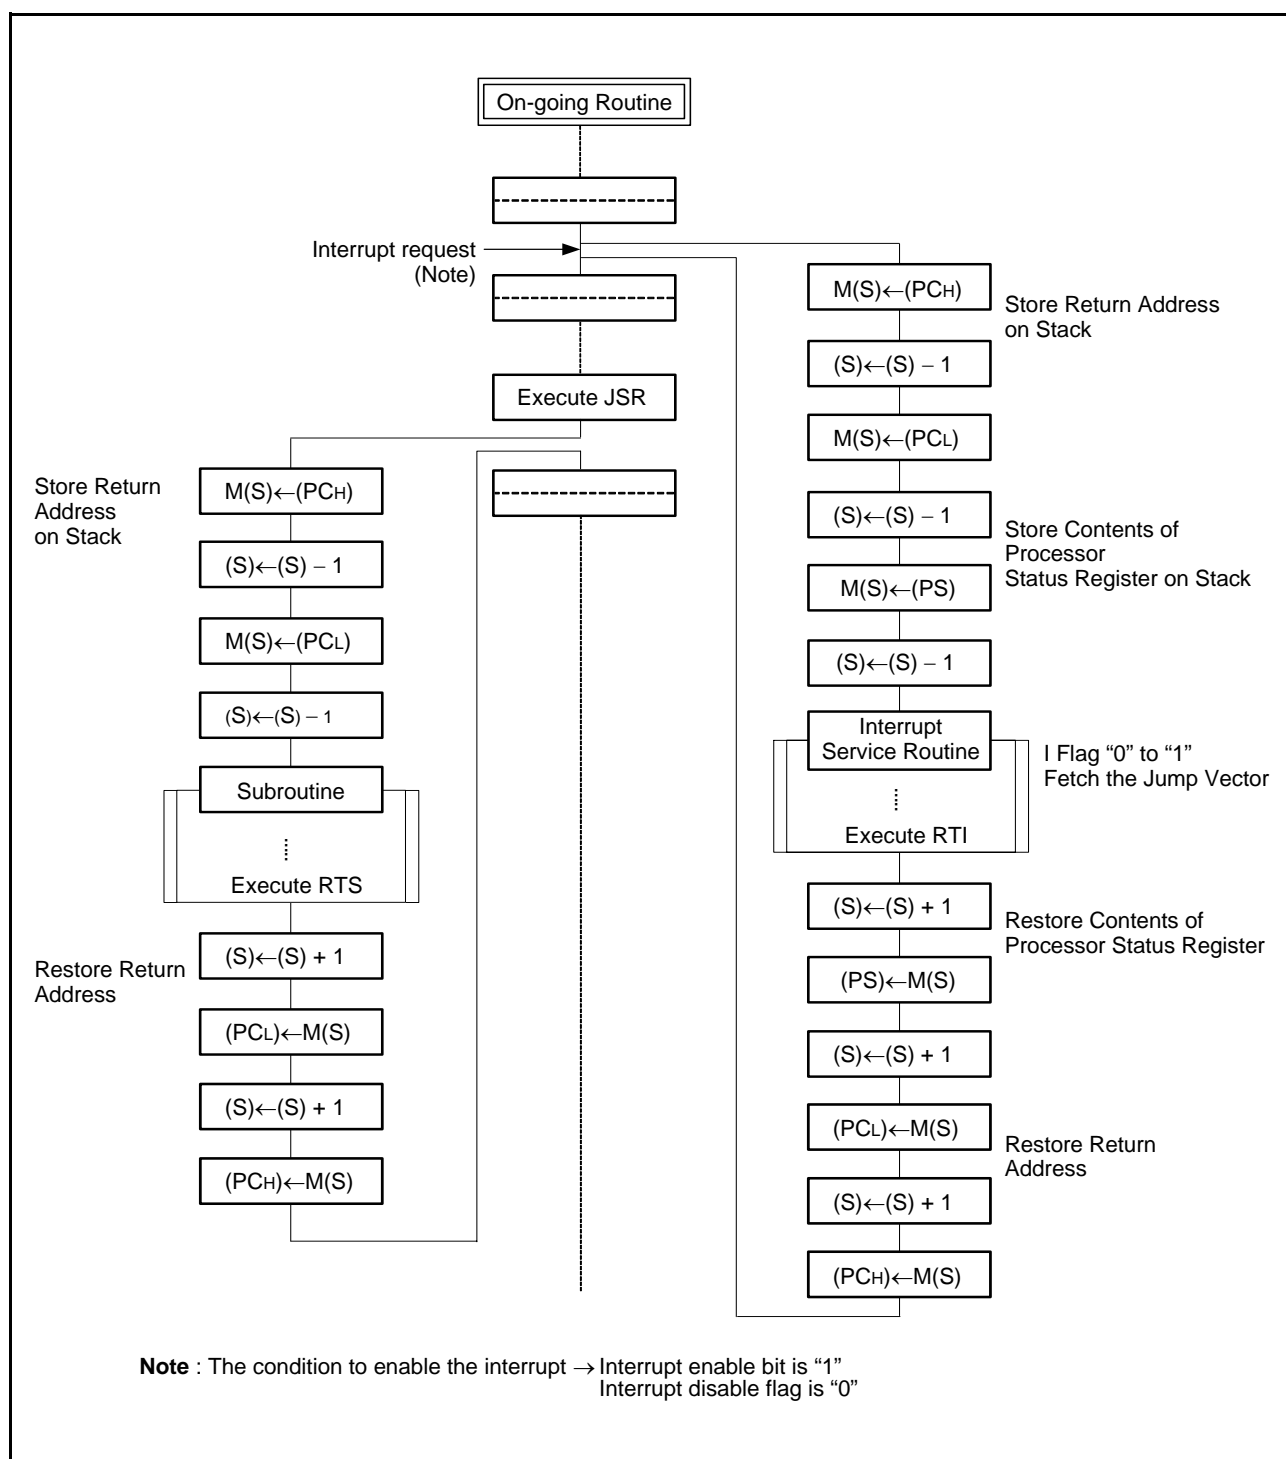 On-going Routine
Interrupt request
(Note)
Execute JSR
Store Return
Address
on Stack
M(S)←(PCH)
(S)←(S) – 1
M(S)←(PCL)
(S)←(S) – 1
Subroutine
Execute RTS
Restore Return
Address
(S)←(S) + 1
(PCL)←M(S)
(S)←(S) + 1
(PCH)←M(S)
M(S)←(PCH)
Store Return Address
on Stack
(S)←(S) – 1
M(S)←(PCL)
(S)←(S) – 1
Store Contents of
Processor
Status Register on Stack
M(S)←(PS)
(S)←(S) – 1
Interrupt
Service Routine
I Flag “0” to “1”
Fetch the Jump Vector
Execute RTI
(S)←(S) + 1
Restore Contents of
Processor Status Register
(PS)←M(S)
(S)←(S) + 1
(PCL)←M(S)
Restore Return
Address
(S)←(S) + 1
(PCH)←M(S)
Note : The condition to enable the interrupt → Interrupt enable bit is “1”
Interrupt disable flag is “0”